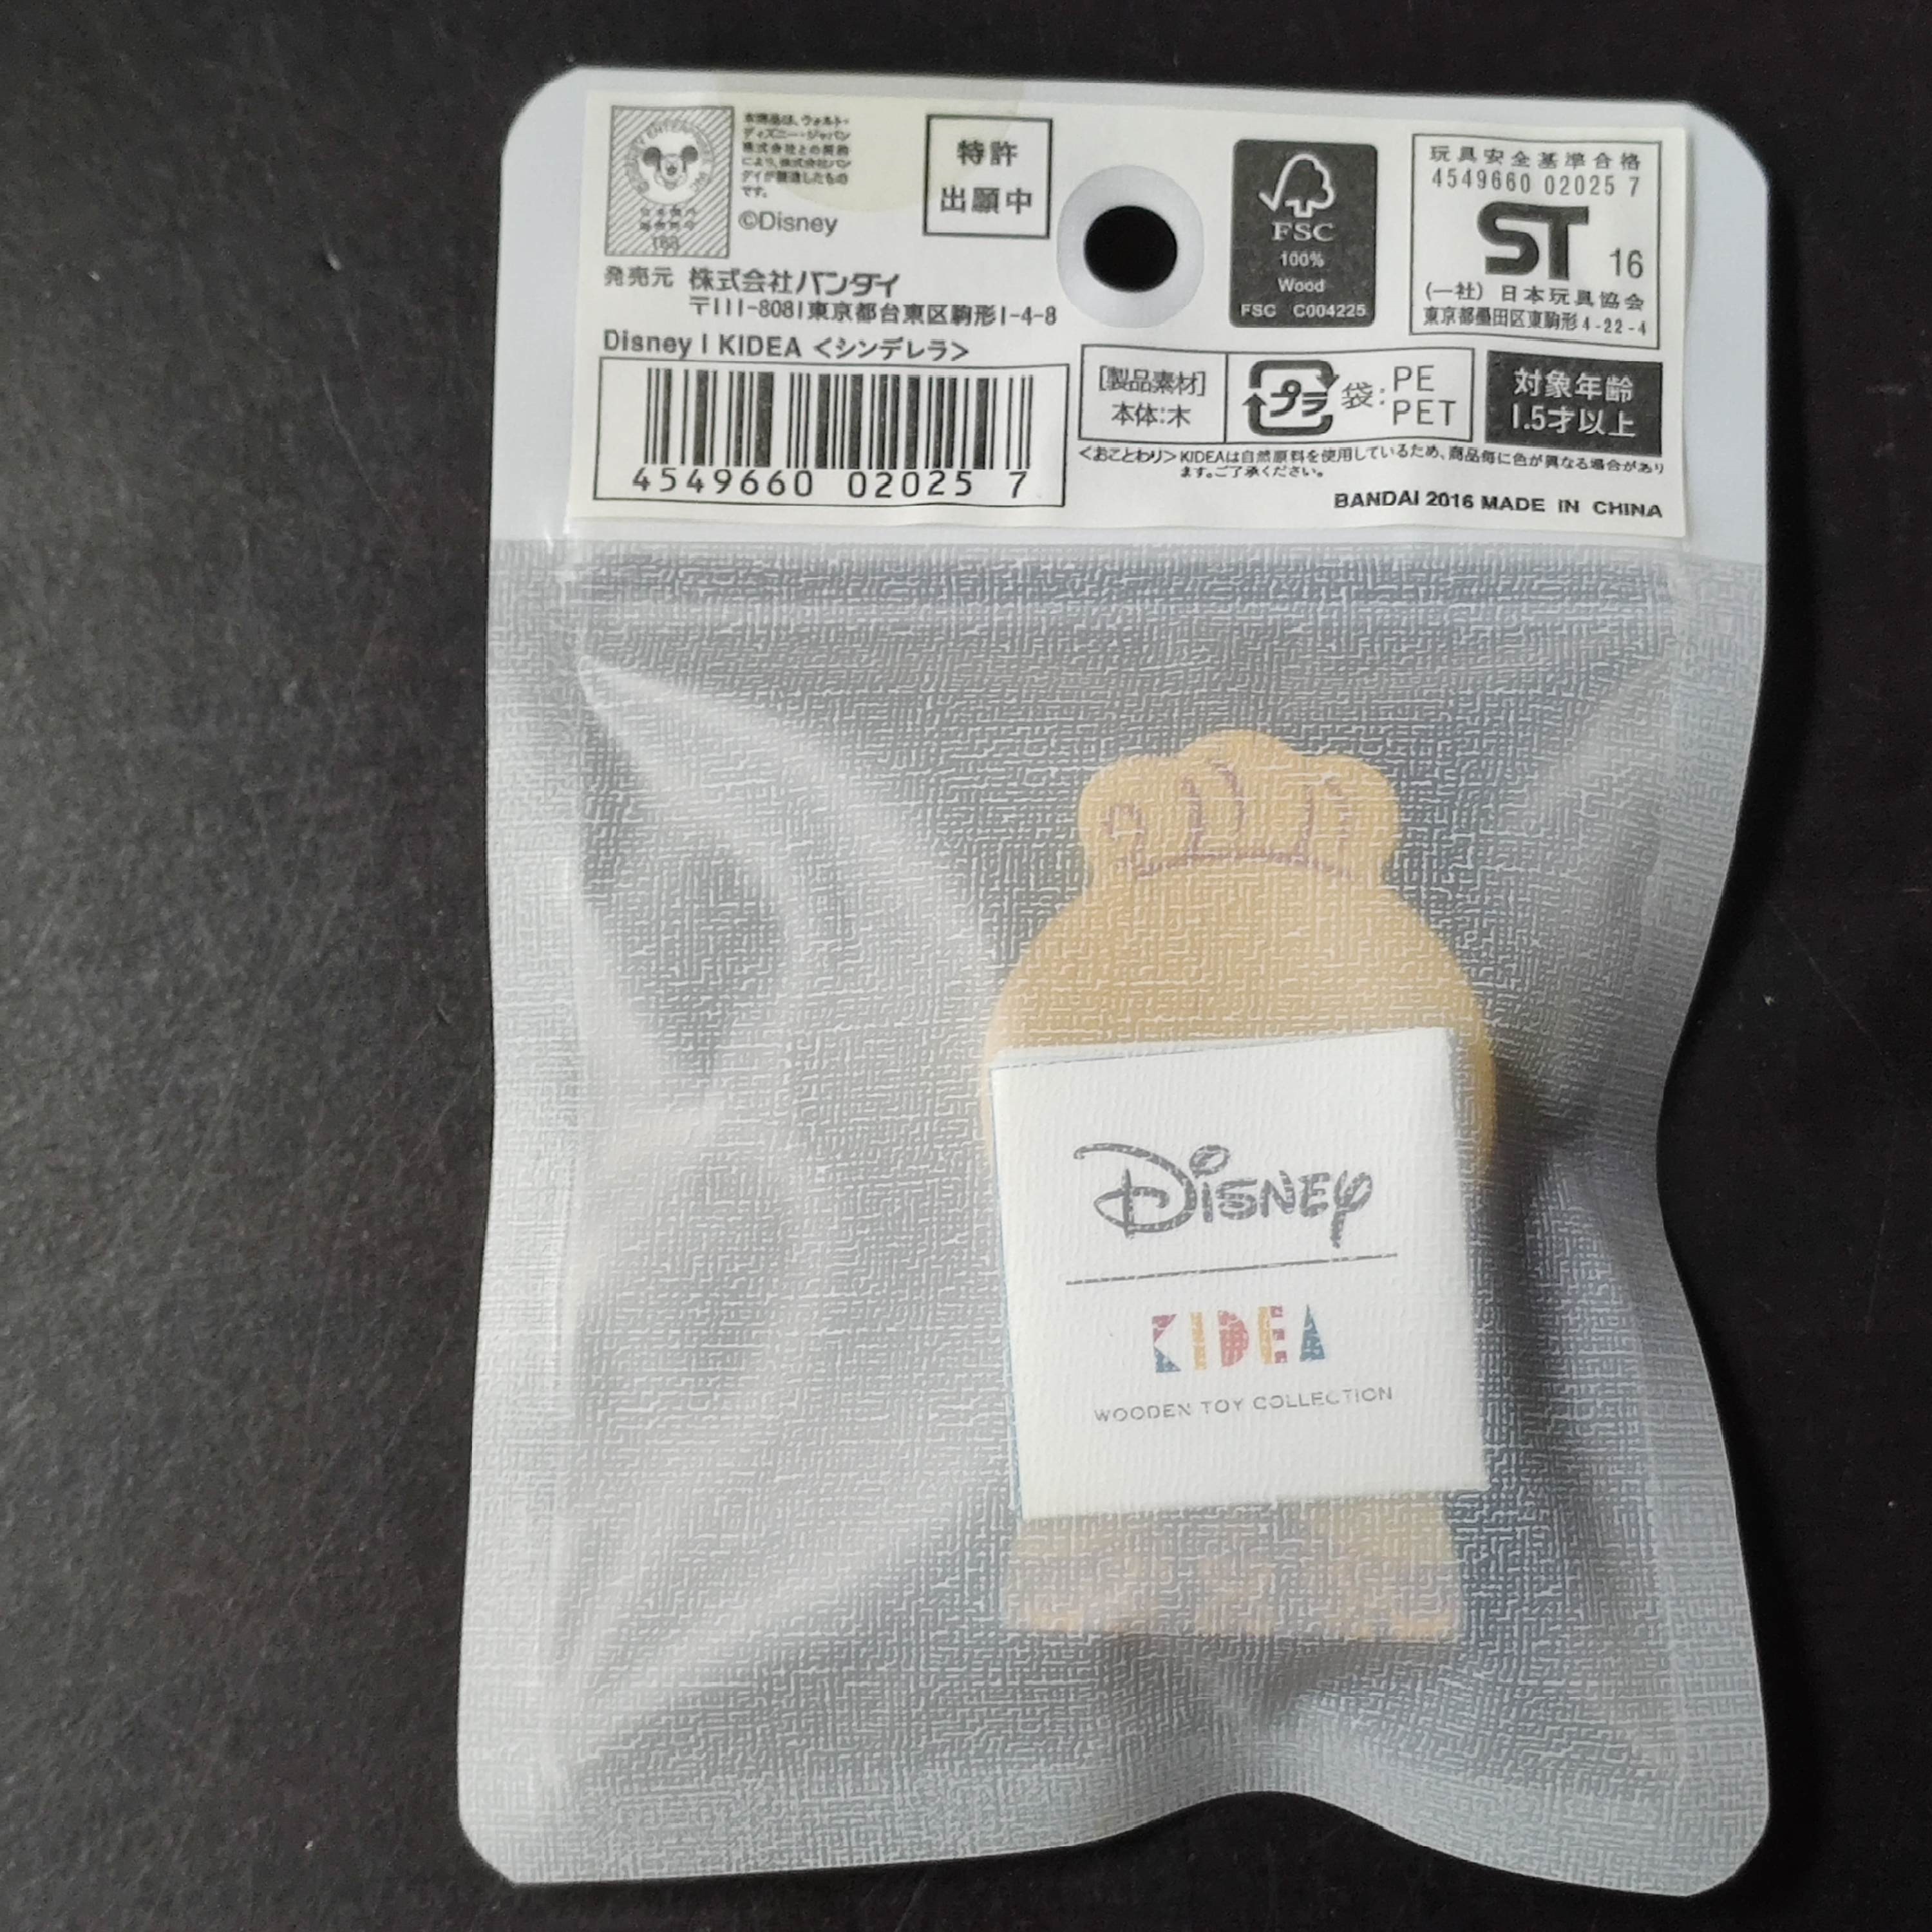 本商品は、ウォルト・
ディズニー・ジャパン
株式会社との契約
により、株式会社バン
ダイが製造したもの
です。
©Disney
特許
出願中
FSC
100%
Wood
FSC C004225
玩具安全基準合格
4549660 02025 7
ST 16
(一社)日本玩具協会
東京都墨田区東駒形4-22-4
発売元 株式会社バンダイ
〒111-8081東京都台東区駒形1-4-8
Disney | KIDEA <シンデレラ>
4549660 02025 7
[製品素材]
本体:木
プラ 袋: PE
PET
対象年齢
1.5才以上
<おことわり>KIDEAは自然原料を使用しているため、商品毎に色が異なる場合があり
ます。ご了承ください。
BANDAI 2016 MADE IN CHINA
Disney
KIDEA
WOODEN TOY COLLECTION